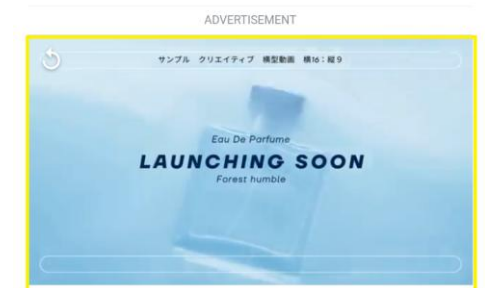 ADVERTISEMENT
サンプル クリエイティブ 横型動画 横16:縦9
Eau De Parfume
LAUNCHING SOON
Forest humble